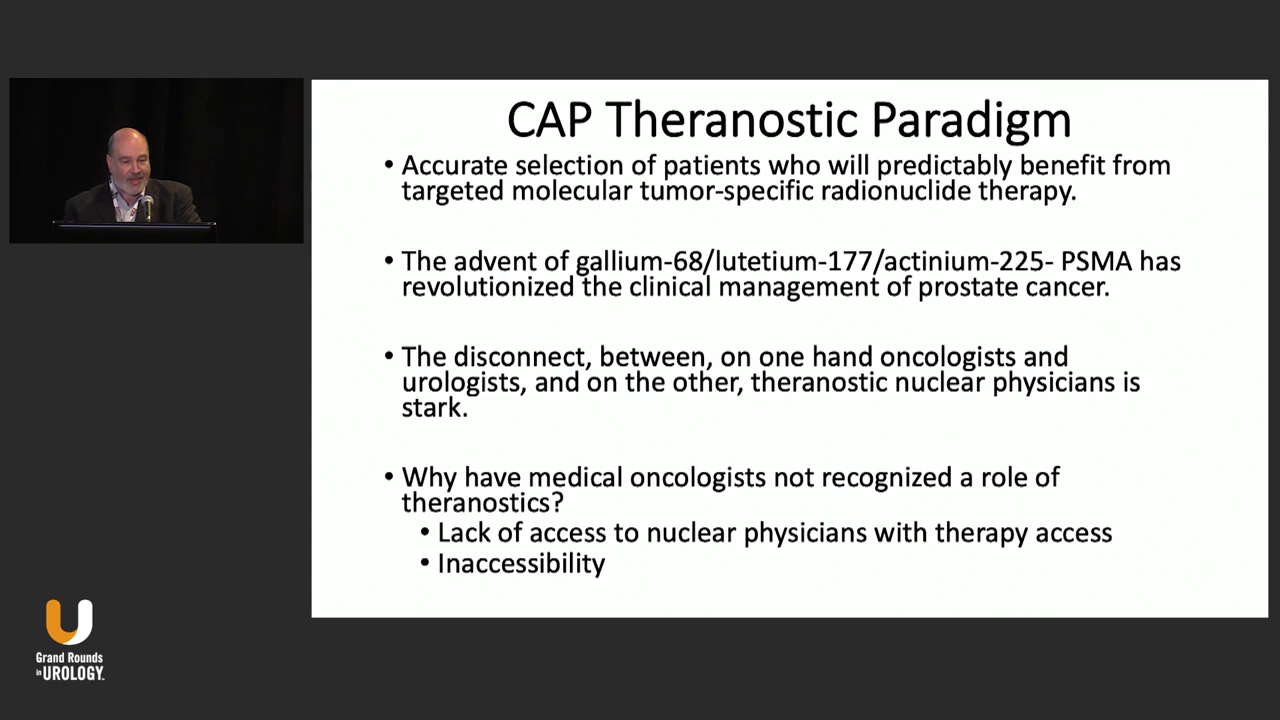 CAP Theranostic Paradigm
• Accurate selection of patients who will predictably benefit from
targeted molecular tumor-specific radionuclide therapy.
• The advent of gallium-68/lutetium-177/actinium-225- PSMA has
revolutionized the clinical management of prostate cancer.
• The disconnect, between, on one hand oncologists and
urologists, and on the other, theranostic nuclear physicians is
stark.
• Why have medical oncologists not recognized a role of
theranostics?
• Lack of access to nuclear physicians with therapy access
• Inaccessibility
Grand Rounds
in UROLOGY